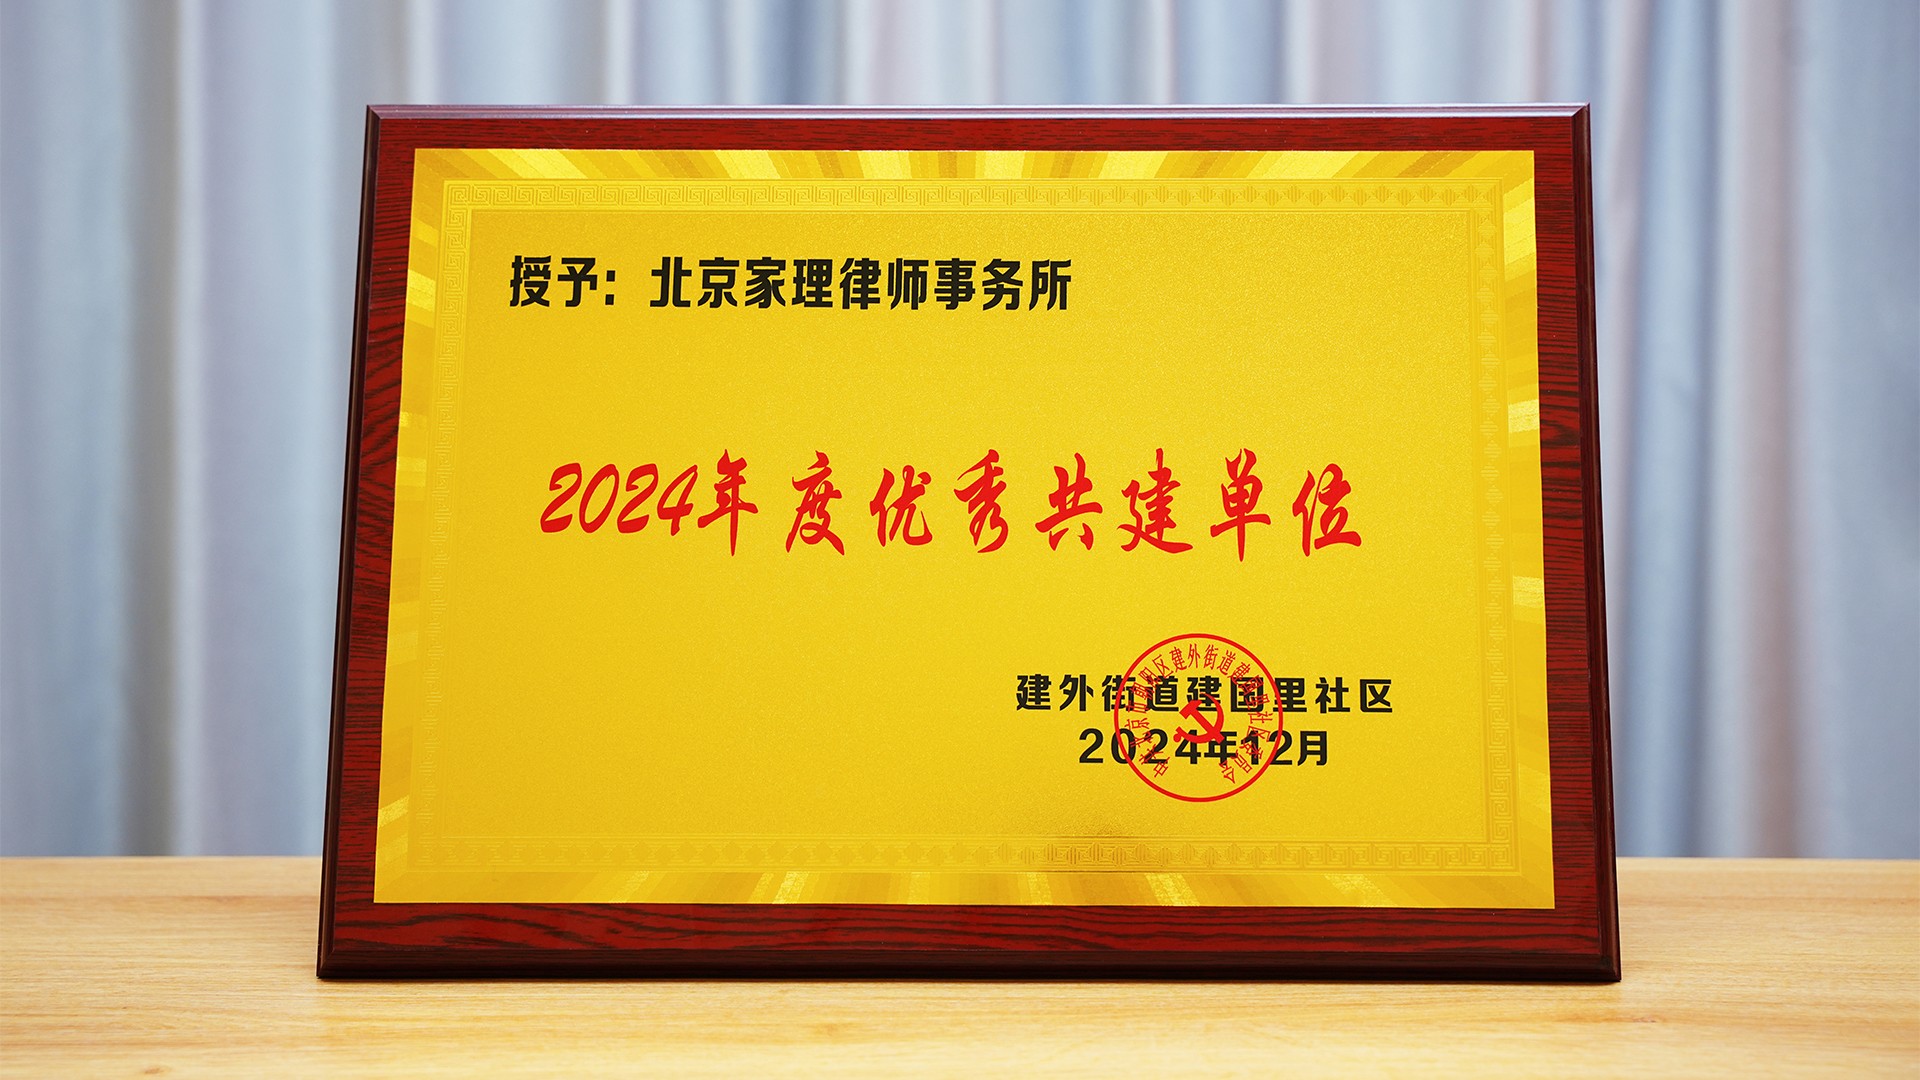 授予：北京家理律师事务所
2024年度优秀共建单位
建外街道建国里社区
2024年12月